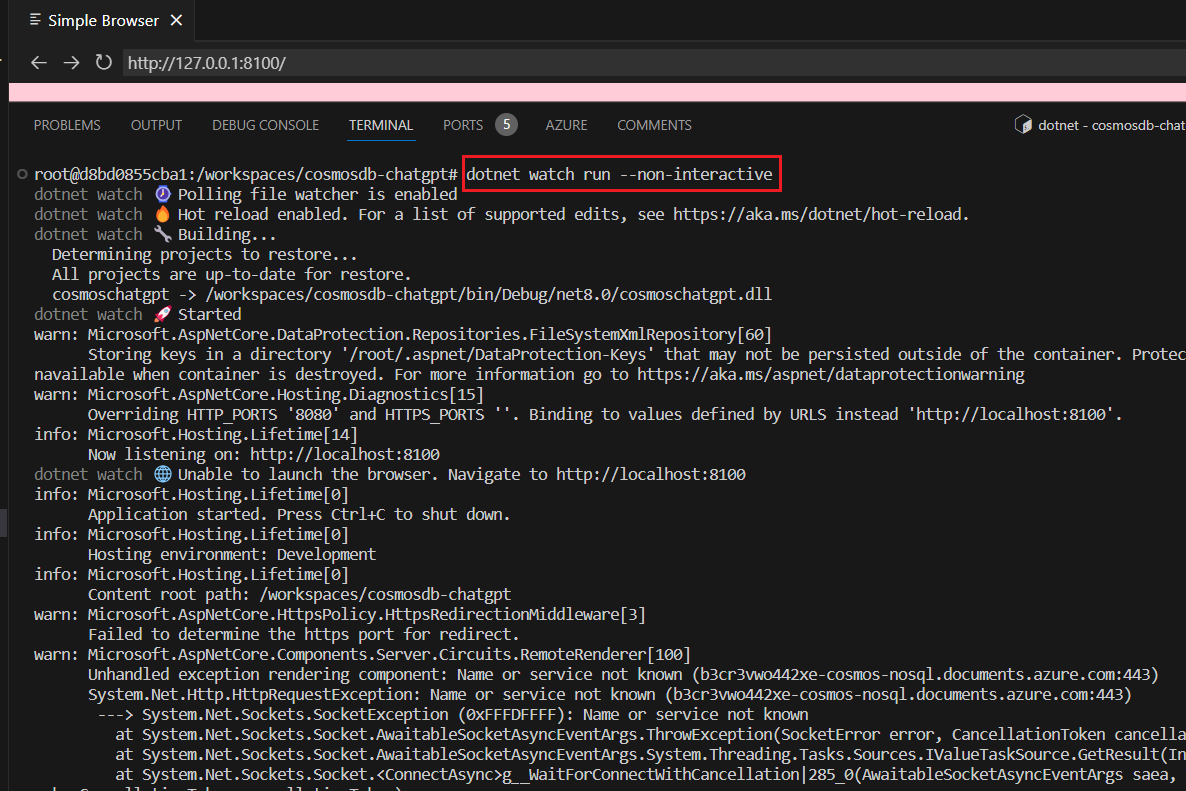 Simple Browser
http://127.0.0.1:8100/
PROBLEMS OUTPUT DEBUG CONSOLE TERMINAL PORTS 5 AZURE COMMENTS dotnet - cosmosdb-chat
root@d8bd0855cba1:/workspaces/cosmosdb-chatgpt# dotnet watch run --non-interactive
dotnet watch ⌚ Polling file watcher is enabled
dotnet watch 🔥 Hot reload enabled. For a list of supported edits, see https://aka.ms/dotnet/hot-reload.
dotnet watch 🔧 Building...
Determining projects to restore...
All projects are up-to-date for restore.
cosmoschatgpt -> /workspaces/cosmosdb-chatgpt/bin/Debug/net8.0/cosmoschatgpt.dll
dotnet watch 🚀 Started
warn: Microsoft.AspNetCore.DataProtection.Repositories.FileSystemXmlRepository[60]
Storing keys in a directory '/root/.aspnet/DataProtection-Keys' that may not be persisted outside of the container. Protec
navailable when container is destroyed. For more information go to https://aka.ms/aspnet/dataprotectionwarning
warn: Microsoft.AspNetCore.Hosting.Diagnostics[15]
Overriding HTTP_PORTS '8080' and HTTPS_PORTS ''. Binding to values defined by URLS instead 'http://localhost:8100'.
info: Microsoft.Hosting.Lifetime[14]
Now listening on: http://localhost:8100
dotnet watch 🌐 Unable to launch the browser. Navigate to http://localhost:8100
info: Microsoft.Hosting.Lifetime[0]
Application started. Press Ctrl+C to shut down.
info: Microsoft.Hosting.Lifetime[0]
Hosting environment: Development
info: Microsoft.Hosting.Lifetime[0]
Content root path: /workspaces/cosmosdb-chatgpt
warn: Microsoft.AspNetCore.HttpsPolicy.HttpsRedirectionMiddleware[3]
Failed to determine the https port for redirect.
warn: Microsoft.AspNetCore.Components.Server.Circuits.RemoteRenderer[100]
Unhandled exception rendering component: Name or service not known (b3cr3vwo442xe-cosmos-nosql.documents.azure.com:443)
System.Net.Http.HttpRequestException: Name or service not known (b3cr3vwo442xe-cosmos-nosql.documents.azure.com:443)
---> System.Net.Sockets.SocketException (0xFFFDFFFF): Name or service not known
at System.Net.Sockets.Socket.AwaitableSocketAsyncEventArgs.ThrowException(SocketError error, CancellationToken cancella
at System.Net.Sockets.Socket.AwaitableSocketAsyncEventArgs.System.Threading.Tasks.Sources.IValueTaskSource.GetResult(In
at System.Net.Sockets.Socket.<ConnectAsync>g__WaitForConnectWithCancellation|285_0(AwaitableSocketAsyncEventArgs saea,